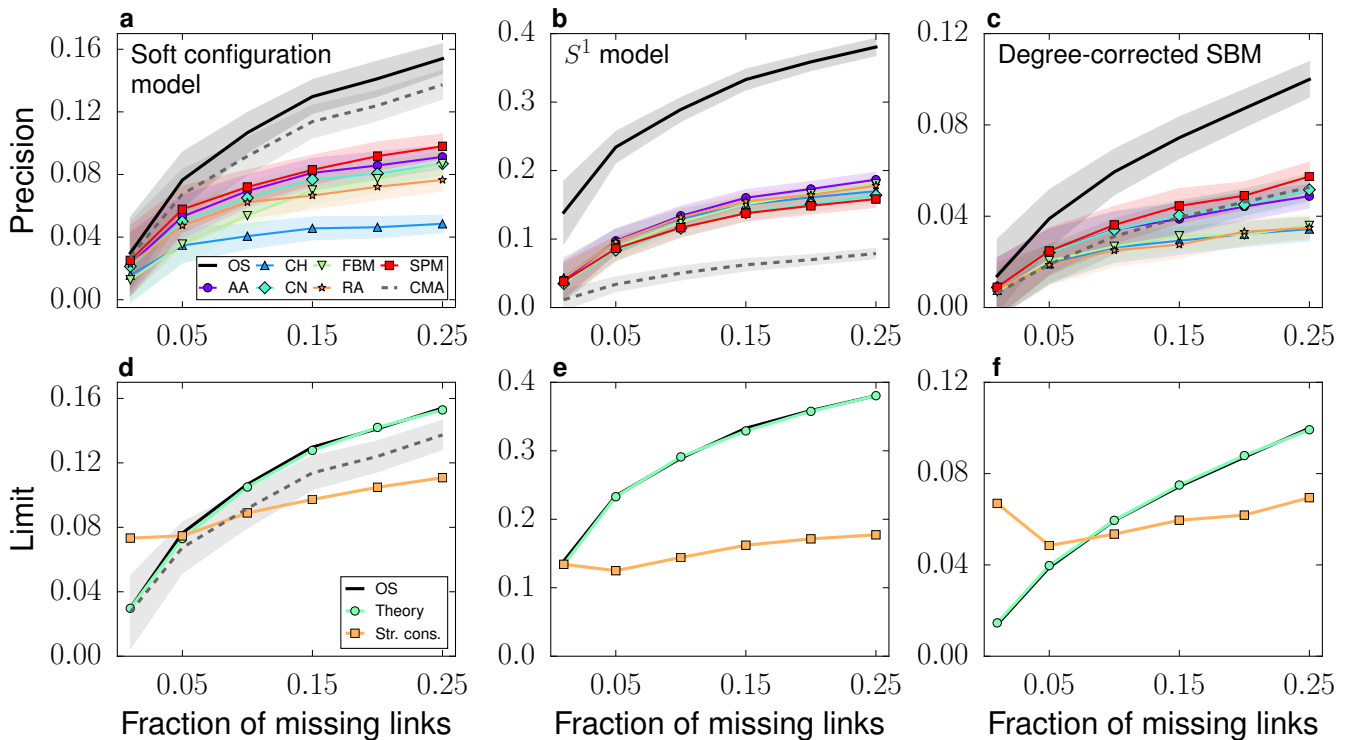 a
b
c
Precision
0.16
0.12
0.08
0.04
0.00
Soft configuration
model
OS CH FBM SPM
AA CN RA CMA
0.05 0.15 0.25
0.4
0.3
0.2
0.1
0.0
S¹ model
0.05 0.15 0.25
0.12
0.08
0.04
0.00
Degree-corrected SBM
0.05 0.15 0.25
d
e
f
Limit
0.16
0.12
0.08
0.04
0.00
OS
Theory
Str. cons.
0.05 0.15 0.25
Fraction of missing links
0.4
0.3
0.2
0.1
0.0
0.05 0.15 0.25
Fraction of missing links
0.12
0.08
0.04
0.00
0.05 0.15 0.25
Fraction of missing links